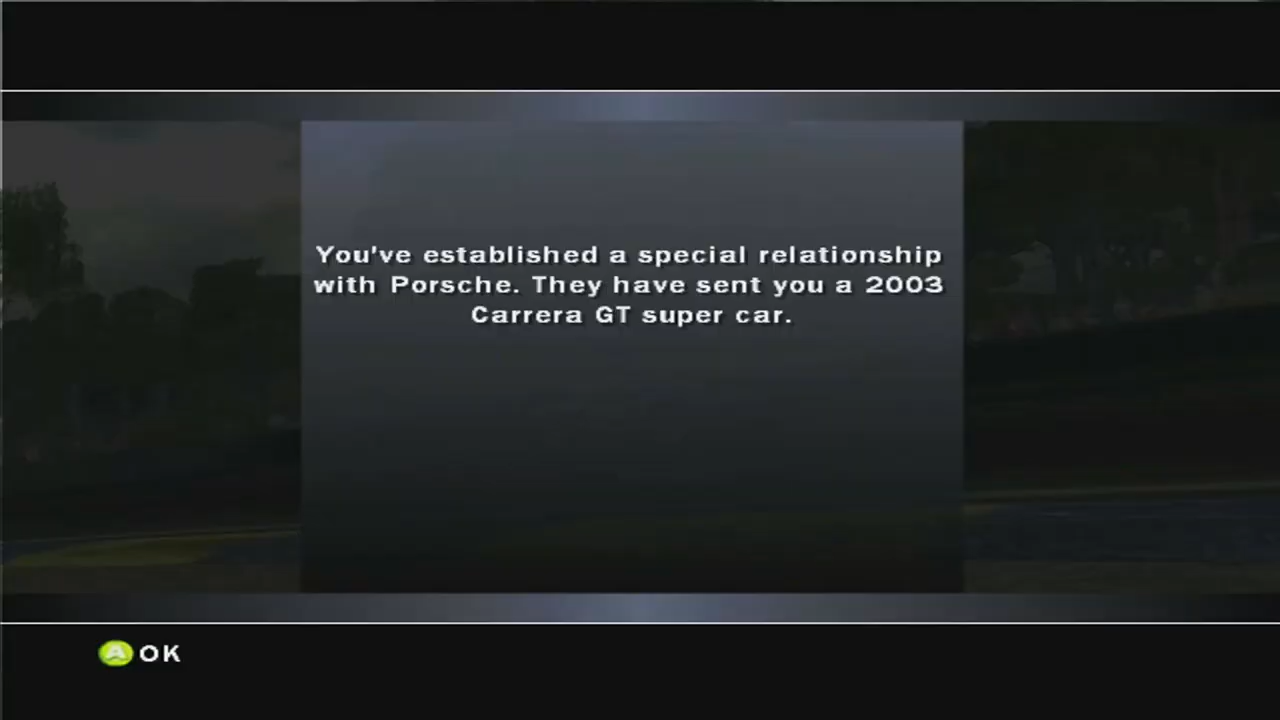 You've established a special relationship
with Porsche. They have sent you a 2003
Carrera GT super car.
A OK